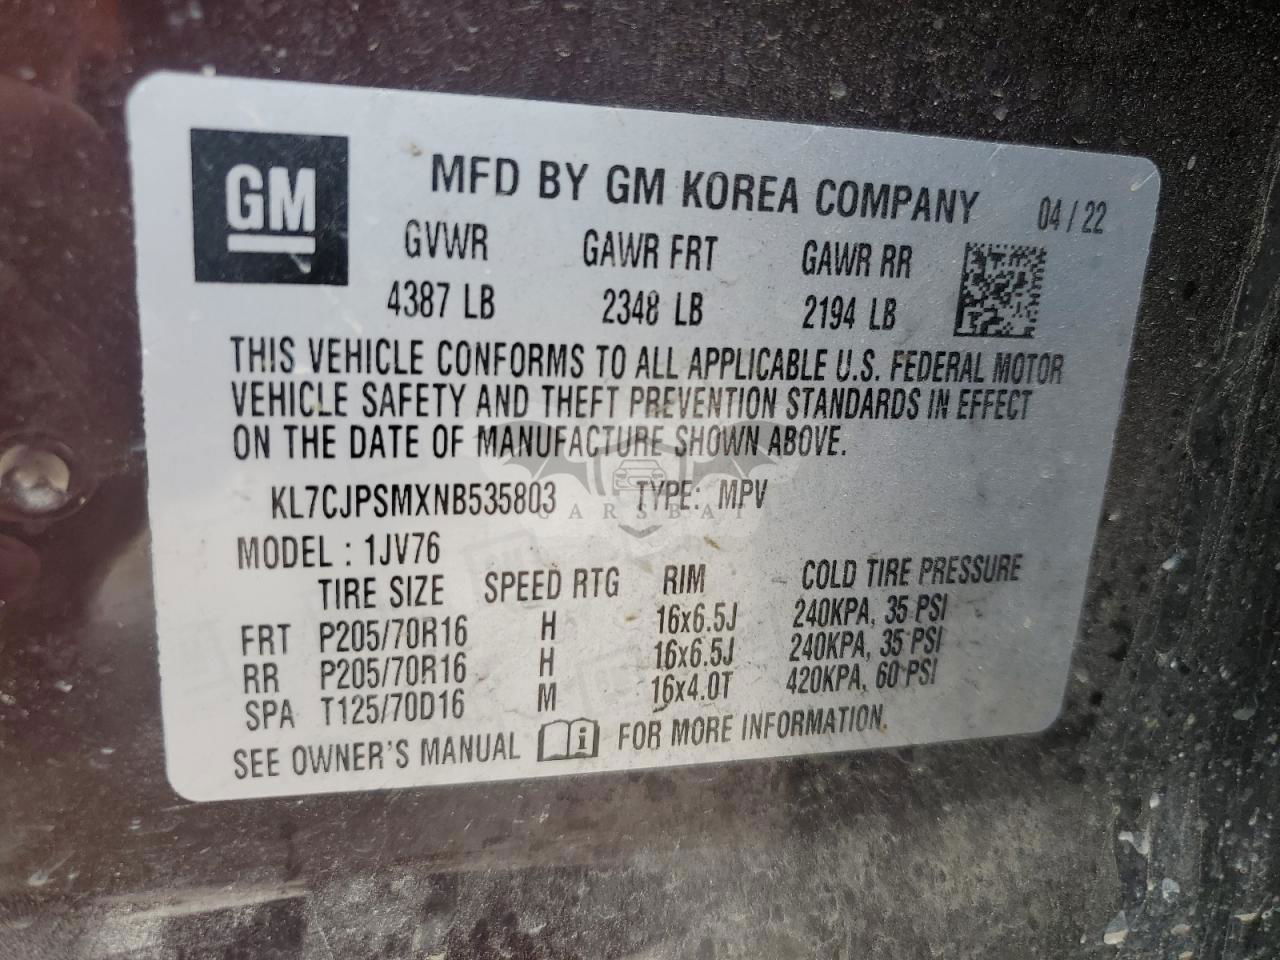 GM
MFD BY GM KOREA COMPANY 04 / 22
GVWR GAWR FRT GAWR RR
4387 LB 2348 LB 2194 LB
THIS VEHICLE CONFORMS TO ALL APPLICABLE U.S. FEDERAL MOTOR
VEHICLE SAFETY AND THEFT PREVENTION STANDARDS IN EFFECT
ON THE DATE OF MANUFACTURE SHOWN ABOVE.
KL7CJPSMXNB535803 TYPE: MPV
CARSBAT
MODEL : 1JV76
TIRE SIZE SPEED RTG RIM COLD TIRE PRESSURE
FRT P205/70R16 H 16x6.5J 240KPA, 35 PSI
RR P205/70R16 H 16x6.5J 240KPA, 35 PSI
SPA T125/70D16 M 16x4.0T 420KPA, 60 PSI
SEE OWNER'S MANUAL i FOR MORE INFORMATION.